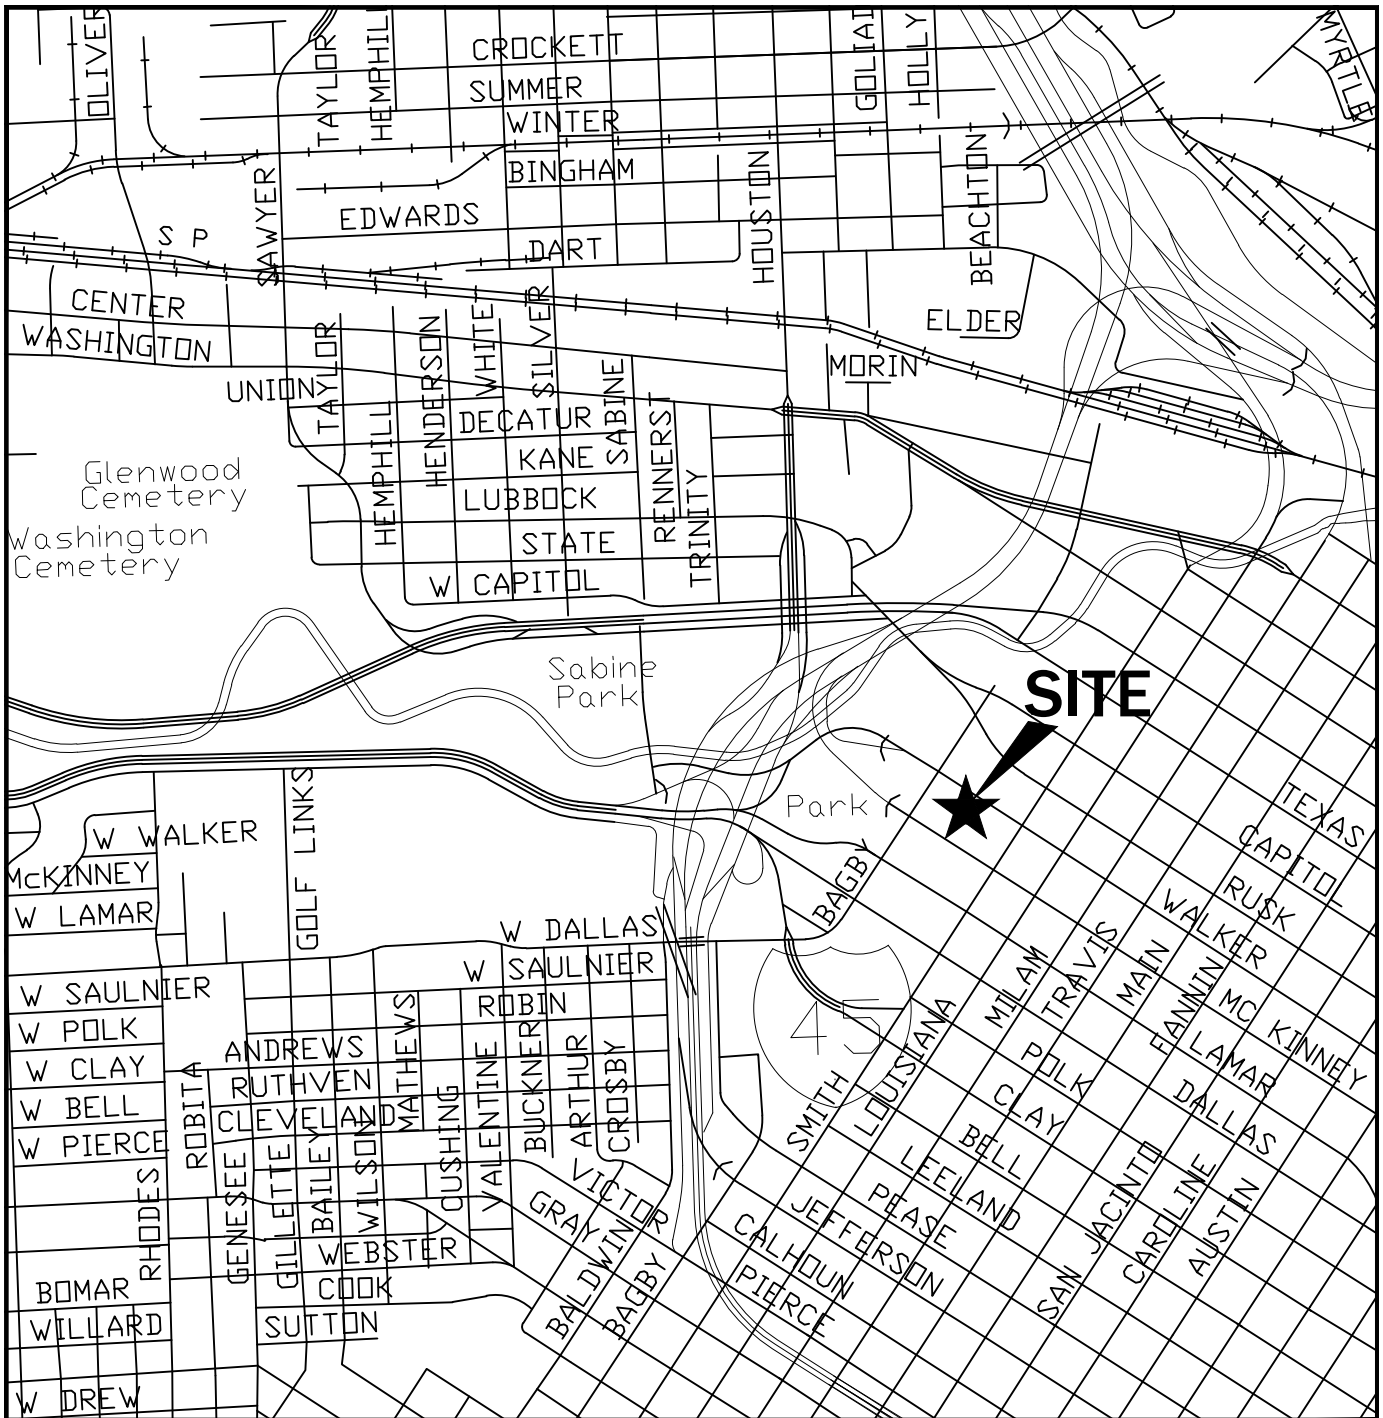 OLIVER
TAYLOR
HEMPHIL
CROCKETT
SUMMER
WINTER
BINGHAM
GOLIAD
HOLLY
MYRTLE
SAWYER
EDWARDS
DART
HOUSTON
BEACHTON
S P
CENTER
WASHINGTON
UNION
TAYLOR
HENDERSON
WHITE
SILVER
ELDER
MORIN
HEMPHILL
DECATUR
SABINE
KANE
RENNERST
LUBBOCK
TRINITY
STATE
W CAPITOL
Glenwood
Cemetery
Washington
Cemetery
Sabine
Park
SITE
Park
W WALKER
McKINNEY
W LAMAR
GOLF LINKS
BAGBY
TEXAS
CAPITOL
RUSK
WALKER
MC KINNEY
LAMAR
DALLAS
W DALLAS
W SAULNIER
W SAULNIER
ROBIN
W POLK
W CLAY
W BELL
W PIERCE
ANDREWS
RUTHVEN
CLEVELAND
ROBITA
MATHEWS
CUSHING
VALENTINE
BUCKNER
ARTHUR
CROSBY
45
SMITH
LOUISIANA
MILAM
TRAVIS
MAIN
FANNIN
POLK
CLAY
BELL
LEELAND
PEASE
JEFFERSON
CALHOUN
PIERCE
SAN JACINTO
CAROLINE
AUSTIN
RHODES
GENESEE
GILLETTE
BAILEY
WILSON
VICTOR
GRAY
BALDWIN
BAGBY
WEBSTER
COOK
SUTTON
BOMAR
WILLARD
W DREW